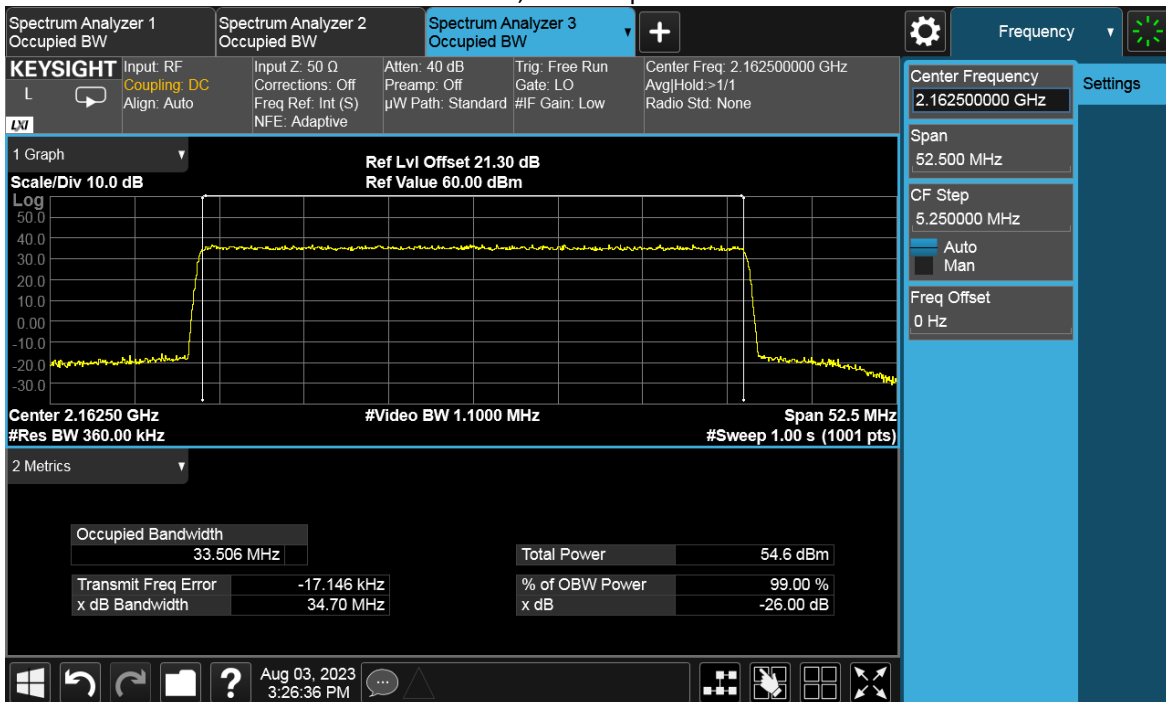 Spectrum Analyzer 1
Occupied BW
Spectrum Analyzer 2
Occupied BW
Spectrum Analyzer 3
Occupied BW
Frequency
KEYSIGHT
L
LXI
Input: RF
Coupling: DC
Align: Auto
Input Z: 50 Ω
Corrections: Off
Freq Ref: Int (S)
NFE: Adaptive
Atten: 40 dB
Preamp: Off
µW Path: Standard
Trig: Free Run
Gate: LO
#IF Gain: Low
Center Freq: 2.162500000 GHz
Avg|Hold:>1/1
Radio Std: None
Center Frequency
2.162500000 GHz
Settings
Span
52.500 MHz
CF Step
5.250000 MHz
Auto
Man
Freq Offset
0 Hz
1 Graph
Scale/Div 10.0 dB
Ref Lvl Offset 21.30 dB
Ref Value 60.00 dBm
Log
50.0
40.0
30.0
20.0
10.0
0.00
-10.0
-20.0
-30.0
Center 2.16250 GHz
#Res BW 360.00 kHz
#Video BW 1.1000 MHz
Span 52.5 MHz
#Sweep 1.00 s (1001 pts)
2 Metrics
Occupied Bandwidth
33.506 MHz
Total Power 54.6 dBm
Transmit Freq Error -17.146 kHz
% of OBW Power 99.00 %
x dB Bandwidth 34.70 MHz
x dB -26.00 dB
?
Aug 03, 2023
3:26:36 PM